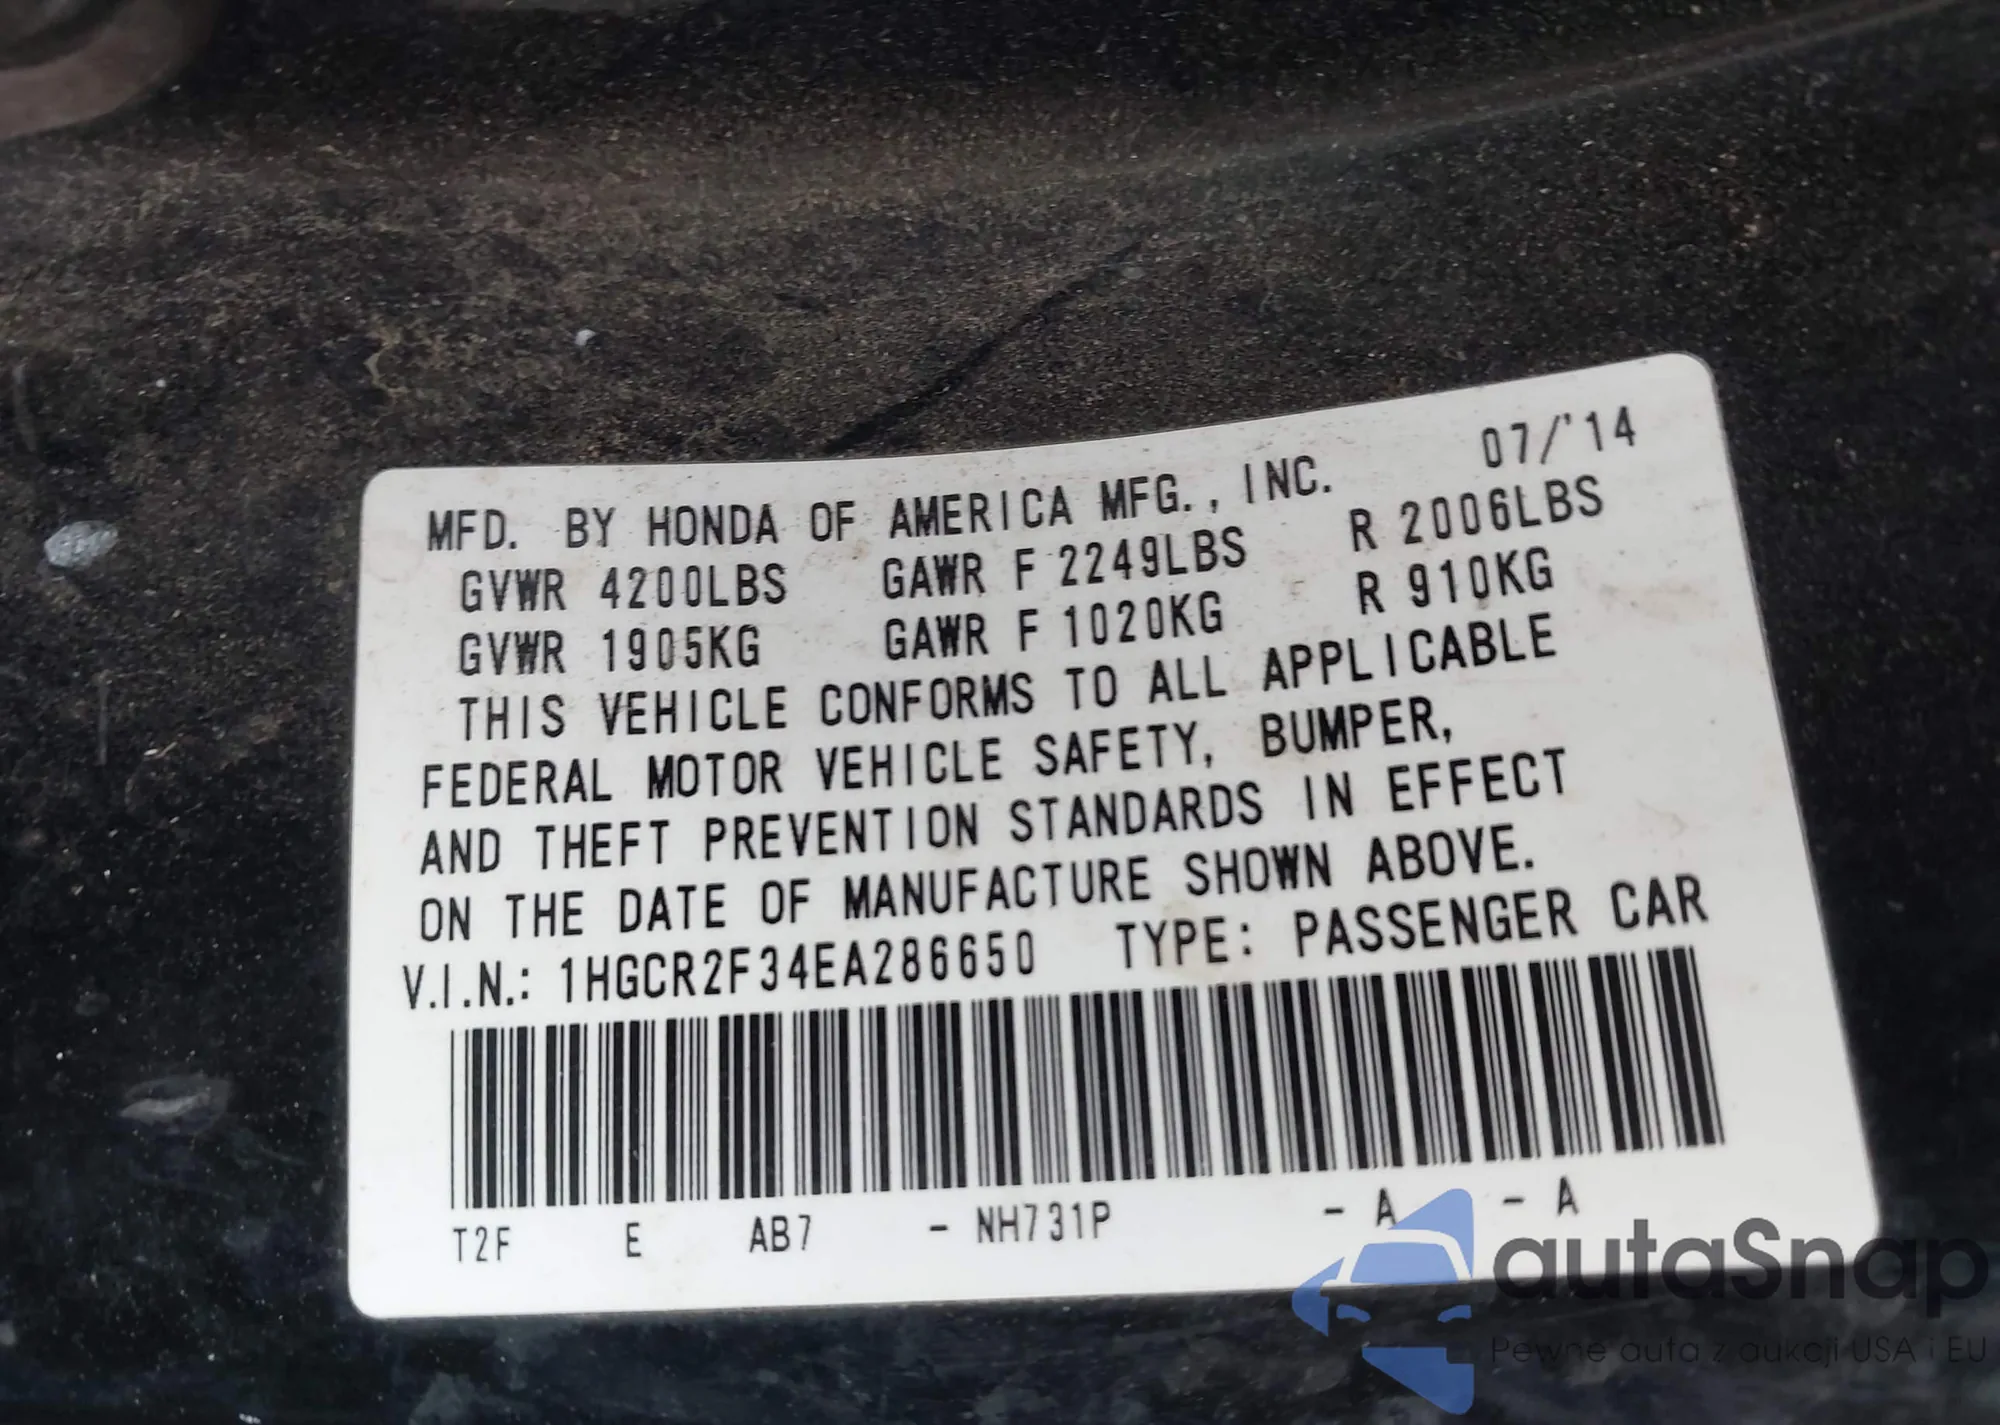 07/'14
MFD. BY HONDA OF AMERICA MFG., INC.
GVWR 4200LBS GAWR F 2249LBS R 2006LBS
GVWR 1905KG GAWR F 1020KG R 910KG
THIS VEHICLE CONFORMS TO ALL APPLICABLE
FEDERAL MOTOR VEHICLE SAFETY, BUMPER,
AND THEFT PREVENTION STANDARDS IN EFFECT
ON THE DATE OF MANUFACTURE SHOWN ABOVE.
V.I.N.: 1HGCR2F34EA286650 TYPE: PASSENGER CAR
T2F E AB7 - NH731P - A - A
autaSnap
Pewne auta z aukcji USA i EU